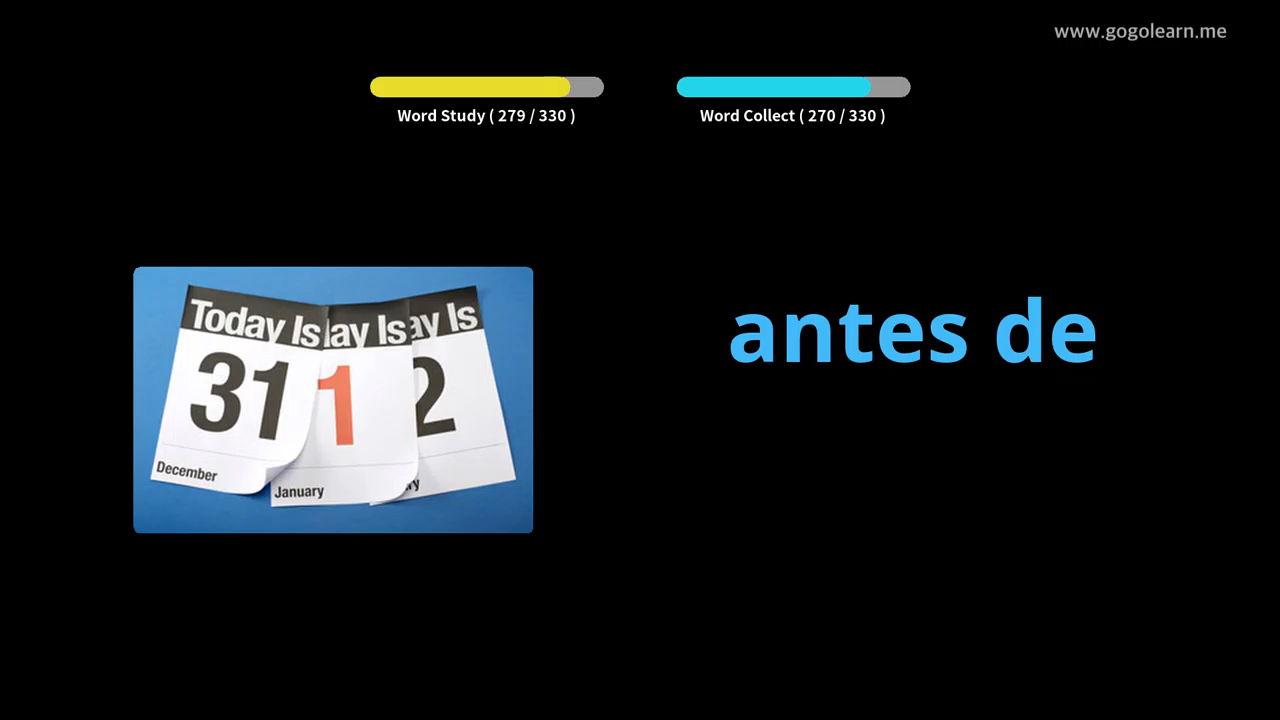 www.gogolearn.me
Word Study ( 279 / 330 )
Word Collect ( 270 / 330 )
Today Is
ay Is
ay Is
31
1
2
December
January
ry
antes de